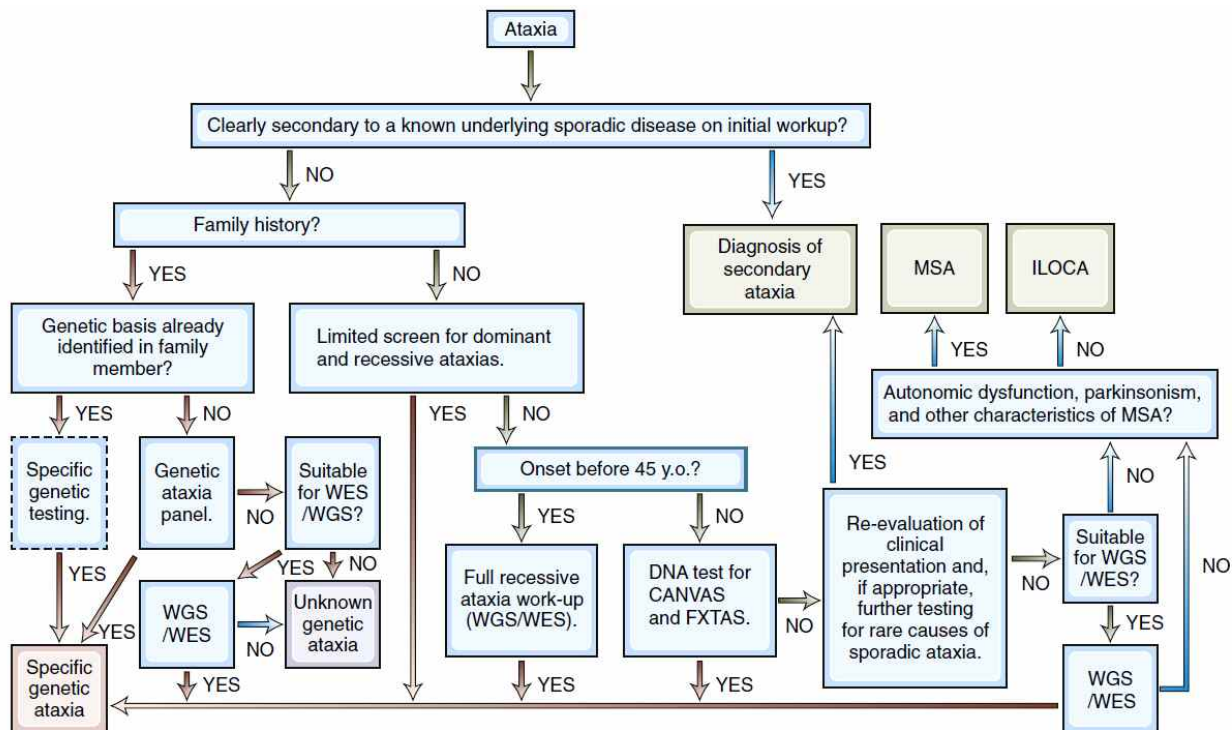 Ataxia
Clearly secondary to a known underlying sporadic disease on initial workup?
NO
YES
Family history?
YES
NO
Diagnosis of
secondary
ataxia
MSA
ILOCA
Genetic basis already
identified in family
member?
Limited screen for dominant
and recessive ataxias.
YES
NO
Autonomic dysfunction, parkinsonism,
and other characteristics of MSA?
YES
NO
YES
NO
Specific
genetic
testing.
Genetic
ataxia
panel.
NO
Suitable
for WES
/WGS?
Onset before 45 y.o.?
YES
NO
YES
Re-evaluation of
clinical
presentation and,
if appropriate,
further testing
for rare causes of
sporadic ataxia.
NO
Suitable
for WGS
/WES?
NO
NO
YES
YES
YES
YES
NO
WGS
/WES
NO
Unknown
genetic
ataxia
Full recessive
ataxia work-up
(WGS/WES).
DNA test for
CANVAS
and FXTAS.
NO
Specific
genetic
ataxia
YES
YES
YES
WGS
/WES